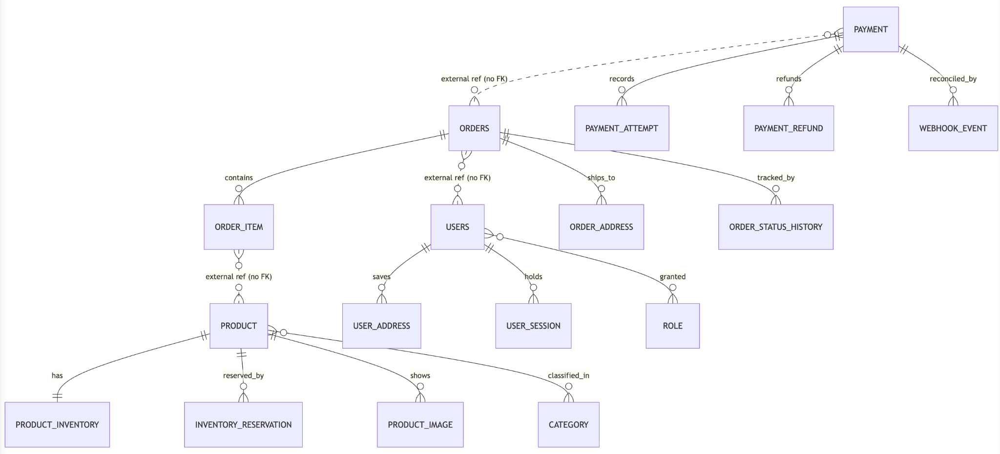 PAYMENT
external ref (no FK)
records
refunds
reconciled_by
ORDERS
PAYMENT_ATTEMPT
PAYMENT_REFUND
WEBHOOK_EVENT
contains
external ref (no FK)
ships_to
tracked_by
ORDER_ITEM
USERS
ORDER_ADDRESS
ORDER_STATUS_HISTORY
external ref (no FK)
saves
holds
granted
PRODUCT
USER_ADDRESS
USER_SESSION
ROLE
has
reserved_by
shows
classified_in
PRODUCT_INVENTORY
INVENTORY_RESERVATION
PRODUCT_IMAGE
CATEGORY